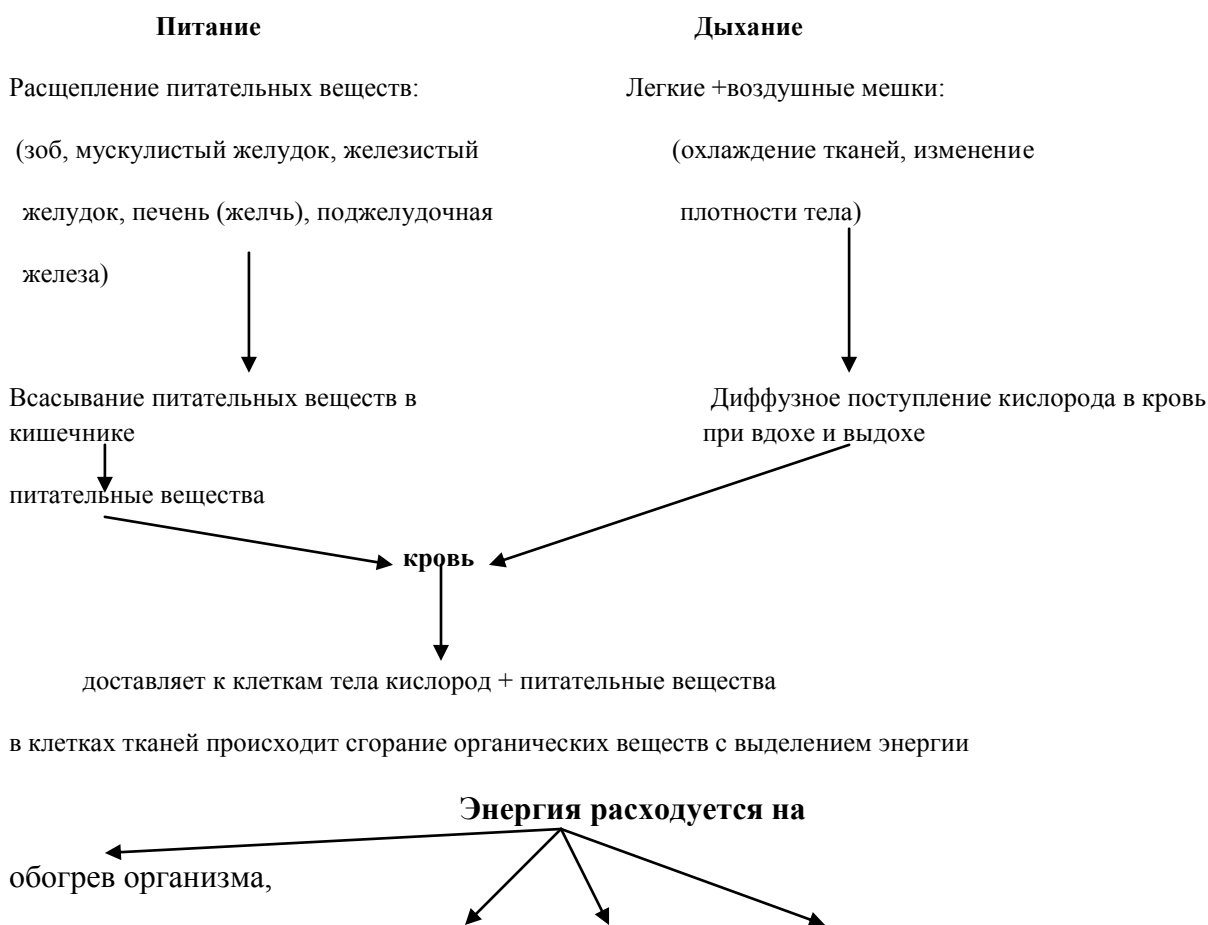 Питание
Дыхание
Расщепление питательных веществ:
(зоб, мускулистый желудок, железистый
желудок, печень (желчь), поджелудочная
железа)
Легкие +воздушные мешки:
(охлаждение тканей, изменение
плотности тела)
Всасывание питательных веществ в
кишечнике
Диффузное поступление кислорода в кровь
при вдохе и выдохе
питательные вещества
кровь
доставляет к клеткам тела кислород + питательные вещества
в клетках тканей происходит сгорание органических веществ с выделением энергии
Энергия расходуется на
обогрев организма,